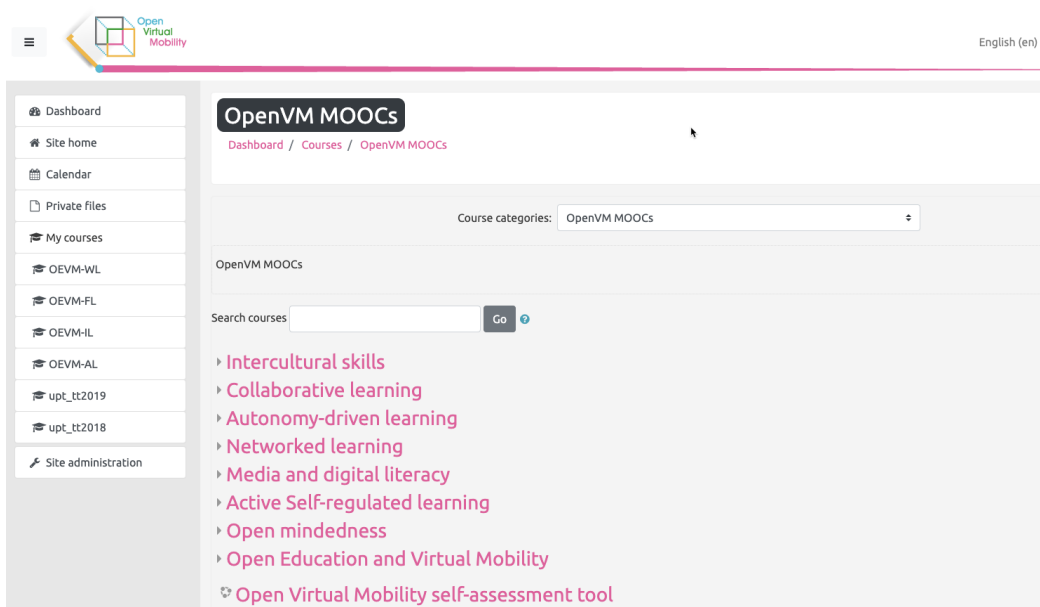 Open
Virtual
Mobility
English (en)
Dashboard
Site home
Calendar
Private files
My courses
OEVM-WL
OEVM-FL
OEVM-IL
OEVM-AL
upt_tt2019
upt_tt2018
Site administration
OpenVM MOOCs
Dashboard / Courses / OpenVM MOOCs
Course categories: OpenVM MOOCs
OpenVM MOOCs
Search courses Go
Intercultural skills
Collaborative learning
Autonomy-driven learning
Networked learning
Media and digital literacy
Active Self-regulated learning
Open mindedness
Open Education and Virtual Mobility
Open Virtual Mobility self-assessment tool